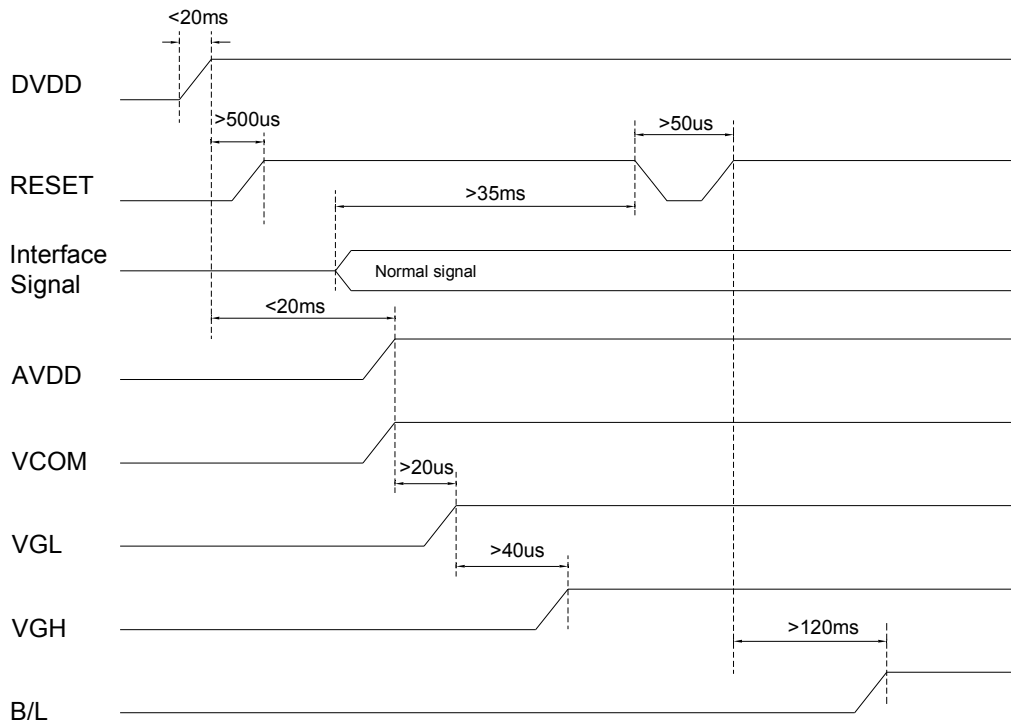 <20ms
DVDD
>500us
>50us
RESET
>35ms
Interface
Signal
Normal signal
<20ms
AVDD
VCOM
>20us
VGL
>40us
VGH
>120ms
B/L